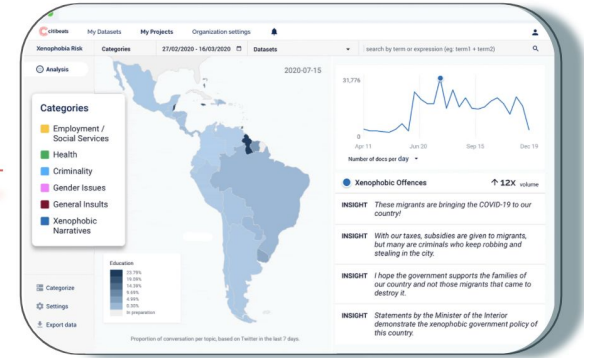 citibeats
My Datasets
My Projects
Organization settings
Xenophobia Risk
Categories
27/02/2020 - 16/03/2020
Datasets
search by term or expression (eg: term1 + term2)
Analysis
Categories
Employment /
Social Services
Health
Criminality
Gender Issues
General Insults
Xenophobic
Narratives
Categorize
Settings
Export data
2020-07-15
Education
23.79%
19.09%
14.30%
4.88%
0.00%
In preparation
Proportion of conversation per topic, based on Twitter in the last 7 days.
31,776
0
Apr 11
Jun 20
Sep 15
Dec 19
Number of docs per day
Xenophobic Offences
↑ 12X volume
INSIGHT These migrants are bringing the COVID-19 to our
country!
INSIGHT With our taxes, subsidies are given to migrants,
but many are criminals who keep robbing and
stealing in the city.
INSIGHT I hope the government supports the families of
our country and not those migrants that came to
destroy it.
INSIGHT Statements by the Minister of the Interior
demonstrate the xenophobic government policy of
this country.